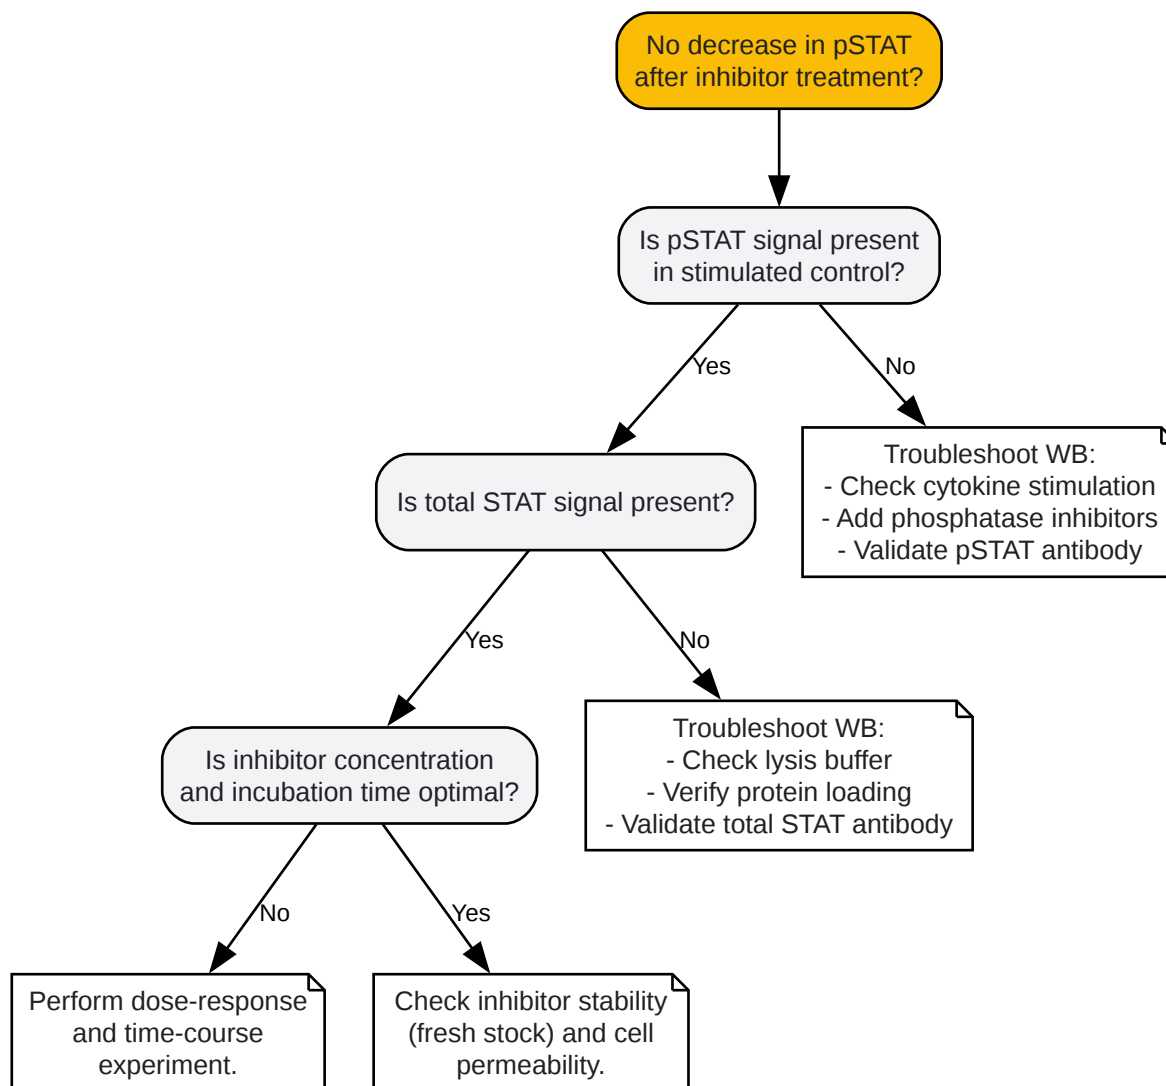 No decrease in pSTAT
after inhibitor treatment?
Is pSTAT signal present
in stimulated control?
Yes
No
Troubleshoot WB:
- Check cytokine stimulation
- Add phosphatase inhibitors
- Validate pSTAT antibody
Is total STAT signal present?
Yes
No
Troubleshoot WB:
- Check lysis buffer
- Verify protein loading
- Validate total STAT antibody
Is inhibitor concentration
and incubation time optimal?
No
Yes
Perform dose-response
and time-course
experiment.
Check inhibitor stability
(fresh stock) and cell
permeability.